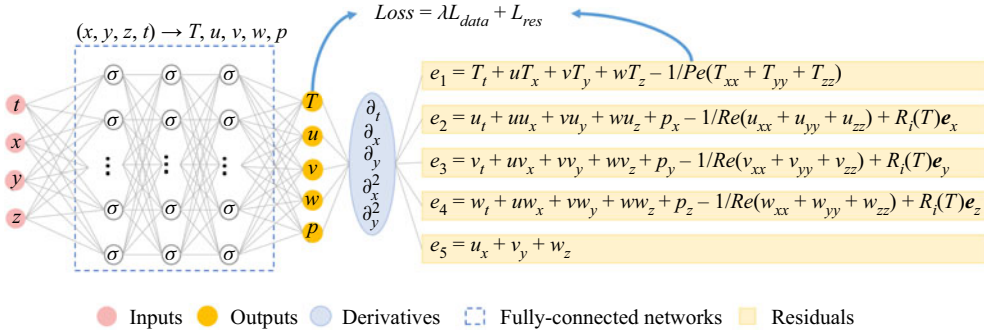 Loss = λL_data + L_res
(x, y, z, t) → T, u, v, w, p
t
x
y
z
σ σ σ
σ σ σ
⋮ ⋮ ⋮
σ σ σ
σ σ σ
T
u
v
w
p
∂_t
∂_x
∂_y
∂_x^2
∂_y^2
e_1 = T_t + uT_x + vT_y + wT_z − 1/Pe(T_xx + T_yy + T_zz)
e_2 = u_t + uu_x + vu_y + wu_z + p_x − 1/Re(u_xx + u_yy + u_zz) + R_i(T)e_x
e_3 = v_t + uv_x + vv_y + wv_z + p_y − 1/Re(v_xx + v_yy + v_zz) + R_i(T)e_y
e_4 = w_t + uw_x + vw_y + ww_z + p_z − 1/Re(w_xx + w_yy + w_zz) + R_i(T)e_z
e_5 = u_x + v_y + w_z
Inputs Outputs Derivatives Fully-connected networks Residuals